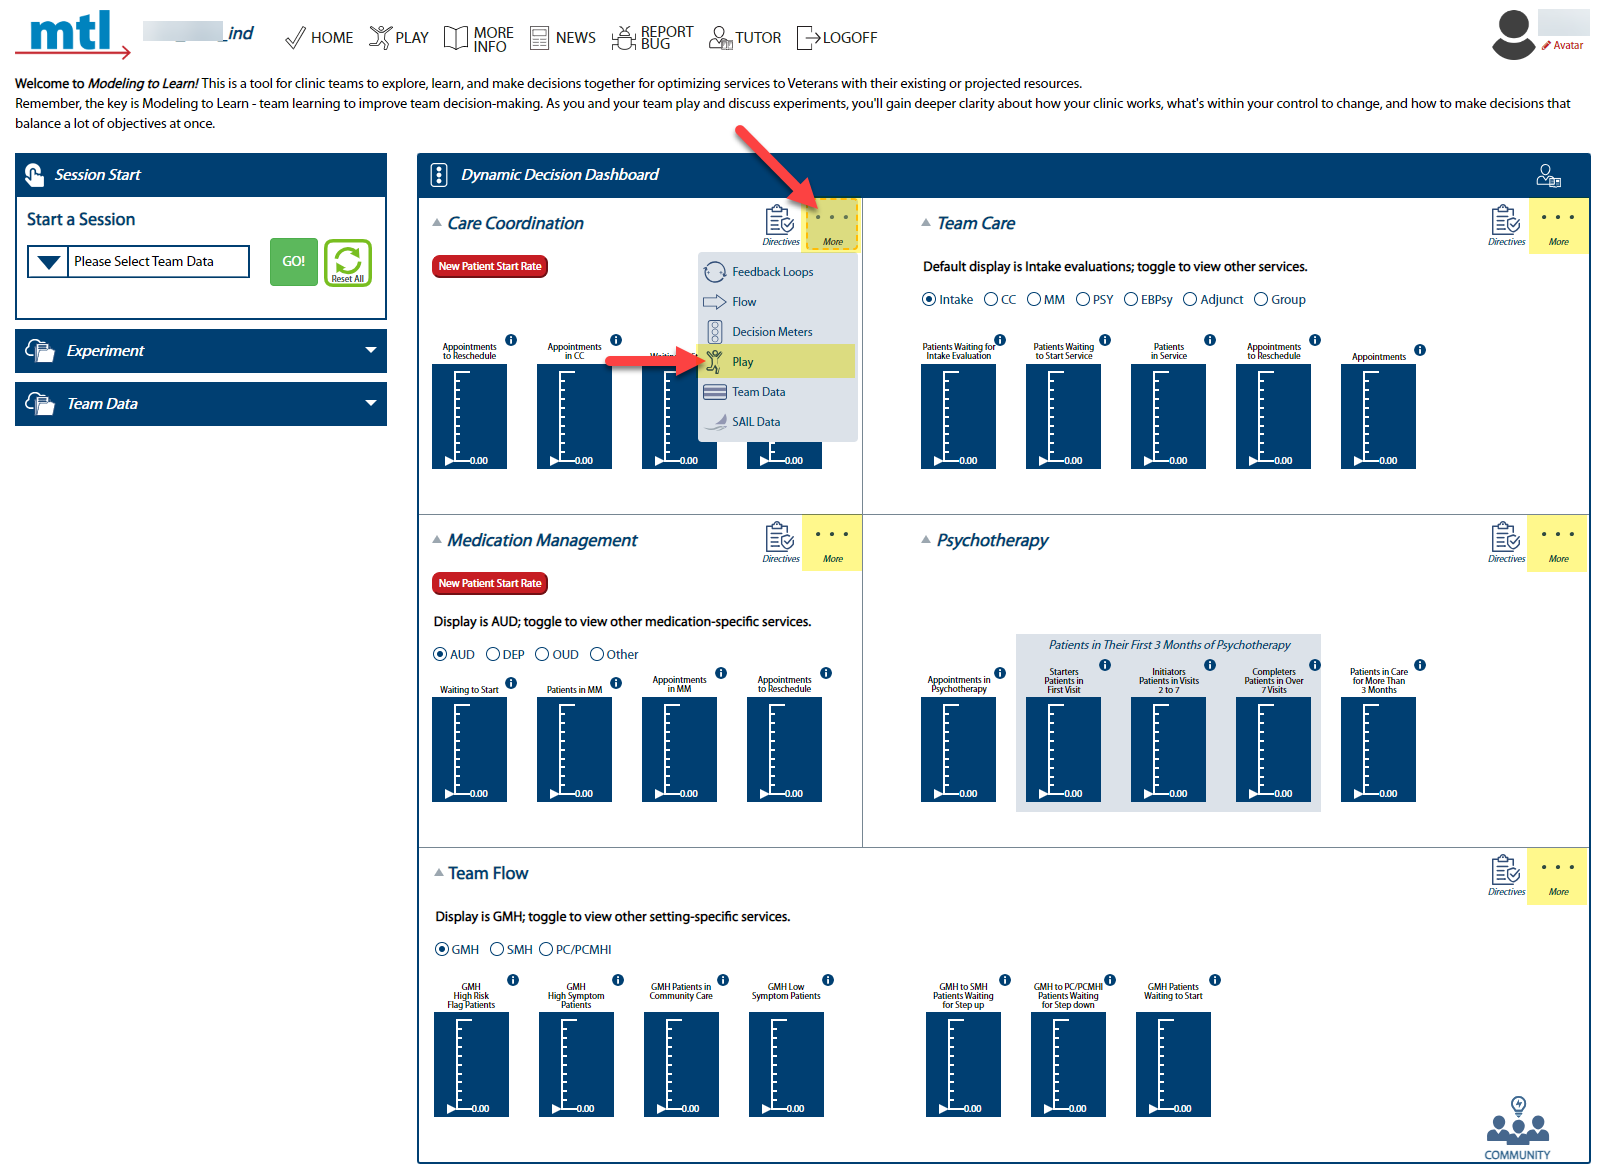 mtl
_ind
HOME
PLAY
MORE
INFO
NEWS
REPORT
BUG
TUTOR
LOGOFF
Avatar
Welcome to Modeling to Learn! This is a tool for clinic teams to explore, learn, and make decisions together for optimizing services to Veterans with their existing or projected resources.
Remember, the key is Modeling to Learn - team learning to improve team decision-making. As you and your team play and discuss experiments, you'll gain deeper clarity about how your clinic works, what's within your control to change, and how to make decisions that
balance a lot of objectives at once.
Session Start
Start a Session
Please Select Team Data
GO!
Reset All
Experiment
Team Data
Dynamic Decision Dashboard
Care Coordination
Directives
More
New Patient Start Rate
Feedback Loops
Flow
Decision Meters
Play
Team Data
SAIL Data
Appointments
to Reschedule
0.00
Appointments
in CC
0.00
0.00
0.00
Team Care
Directives
More
Default display is Intake evaluations; toggle to view other services.
Intake CC MM PSY EBPsy Adjunct Group
Patients Waiting for
Intake Evaluation
0.00
Patients Waiting
to Start Service
0.00
Patients
in Service
0.00
Appointments
to Reschedule
0.00
Appointments
0.00
Medication Management
Directives
More
New Patient Start Rate
Display is AUD; toggle to view other medication-specific services.
AUD DEP OUD Other
Waiting to Start
0.00
Patients in MM
0.00
Appointments
in MM
0.00
Appointments
to Reschedule
0.00
Psychotherapy
Directives
More
Patients in Their First 3 Months of Psychotherapy
Appointments in
Psychotherapy
0.00
Starters
Patients in
First Visit
0.00
Initiators
Patients in Visits
2 to 7
0.00
Completers
Patients in Over
7 Visits
0.00
Patients in Care
for More Than
3 Months
0.00
Team Flow
Directives
More
Display is GMH; toggle to view other setting-specific services.
GMH SMH PC/PCMHI
GMH
High Risk
Flag Patients
0.00
GMH
High Symptom
Patients
0.00
GMH Patients in
Community Care
0.00
GMH Low
Symptom Patients
0.00
GMH to SMH
Patients Waiting
for Step up
0.00
GMH to PC/PCMHI
Patients Waiting
for Step down
0.00
GMH Patients
Waiting to Start
0.00
COMMUNITY